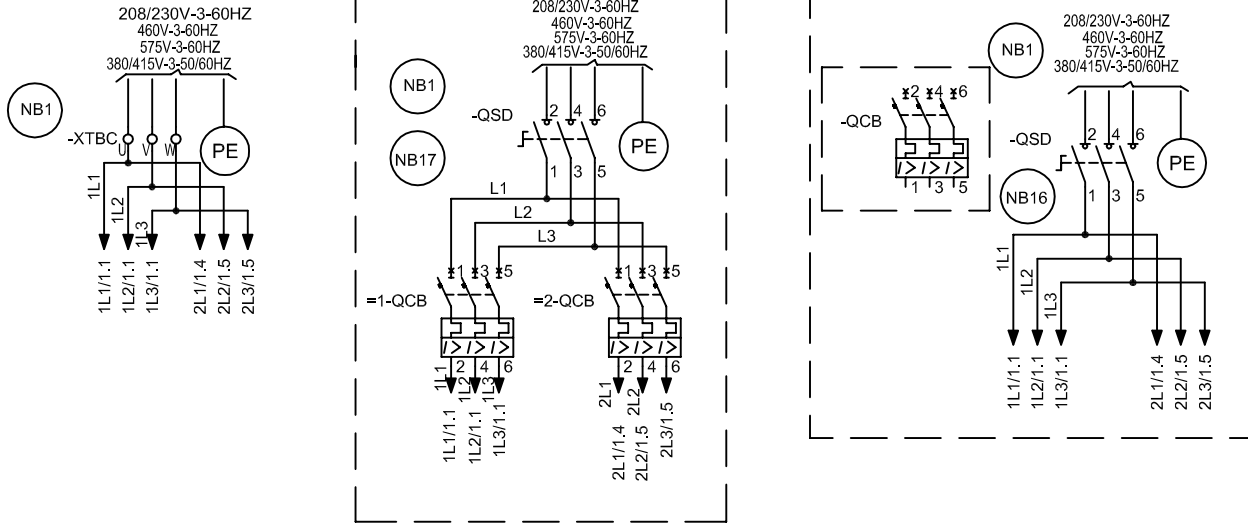 208/230V-3-60HZ
460V-3-60HZ
575V-3-60HZ
380/415V-3-50/60HZ
NB1
-XTBC
U
V
W
PE
1L1
1L2
1L3
1L1/1.1
1L2/1.1
1L3/1.1
2L1/1.4
2L2/1.5
2L3/1.5
208/230V-3-60HZ
460V-3-60HZ
575V-3-60HZ
380/415V-3-50/60HZ
NB1
NB17
-QSD
2 4 6
PE
1 3 5
L1
L2
L3
=1-QCB
1 3 5
I> I> I>
2 4 6
1L1
1L2
1L3
1L1/1.1
1L2/1.1
1L3/1.1
=2-QCB
1 3 5
I> I> I>
2 4 6
2L1
2L2
2L1/1.4
2L2/1.5
2L3/1.5
208/230V-3-60HZ
460V-3-60HZ
575V-3-60HZ
380/415V-3-50/60HZ
NB1
-QCB
2 4 6
I> I> I>
1 3 5
-QSD
2 4 6
PE
NB16
1 3 5
1L1
1L2
1L3
1L1/1.1
1L2/1.1
1L3/1.1
2L1/1.4
2L2/1.5
2L3/1.5